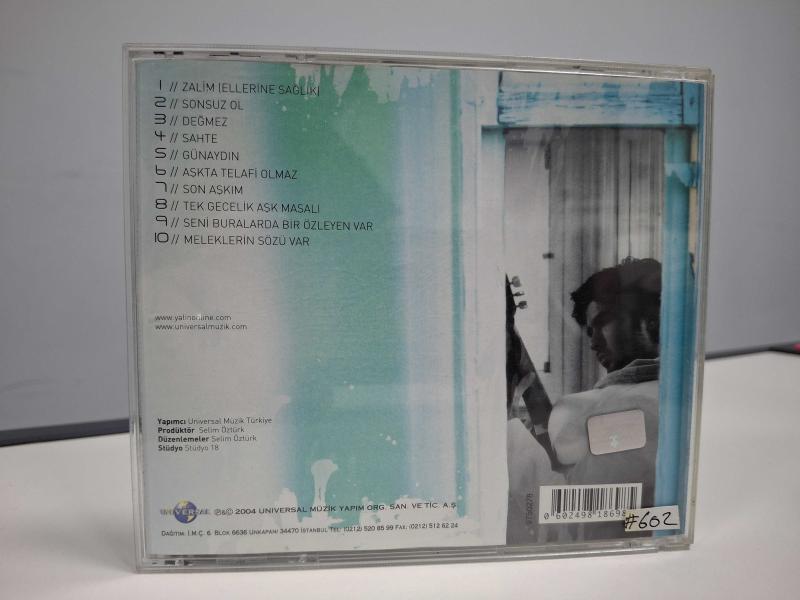 1 // ZALİM (ELLERİNE SAĞLIK)
2 // SONSUZ OL
3 // DEĞMEZ
4 // SAHTE
5 // GÜNAYDIN
6 // AŞKTA TELAFİ OLMAZ
7 // SON AŞKIM
8 // TEK GECELİK AŞK MASALI
9 // SENİ BURALARDA BİR ÖZLEYEN VAR
10 // MELEKLERİN SÖZÜ VAR
www.yalinonline.com
www.universalmuzik.com
Yapımcı Universal Müzik Türkiye
Prodüktör Selim Öztürk
Düzenlemeler Selim Öztürk
Stüdyo Stüdyo 18
UNIVERSAL
℗&© 2004 UNIVERSAL MÜZİK YAPIM ORG. SAN. VE TİC. A.Ş.
DAĞITIM: İ.M.Ç. 6. BLOK 6636 UNKAPANI 34470 İSTANBUL TEL: (0212) 520 85 99 FAX: (0212) 512 62 24
9750278
0 602498 18698
#602